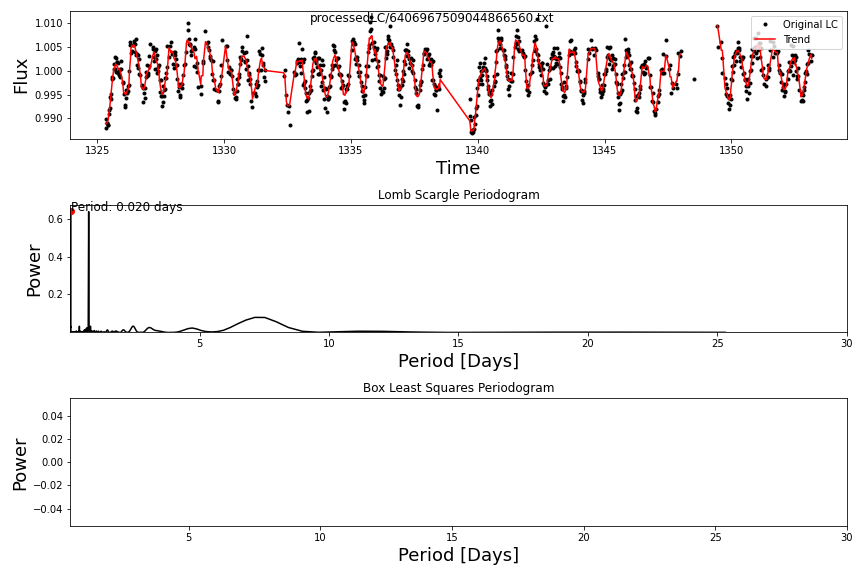 processedLC/6406967509044866560.txt
Original LC
Trend
Flux
1.010
1.005
1.000
0.995
0.990
1325 1330 1335 1340 1345 1350
Time
Lomb Scargle Periodogram
Period: 0.020 days
Power
0.6
0.4
0.2
5 10 15 20 25 30
Period [Days]
Box Least Squares Periodogram
Power
0.04
0.02
0.00
−0.02
−0.04
5 10 15 20 25 30
Period [Days]